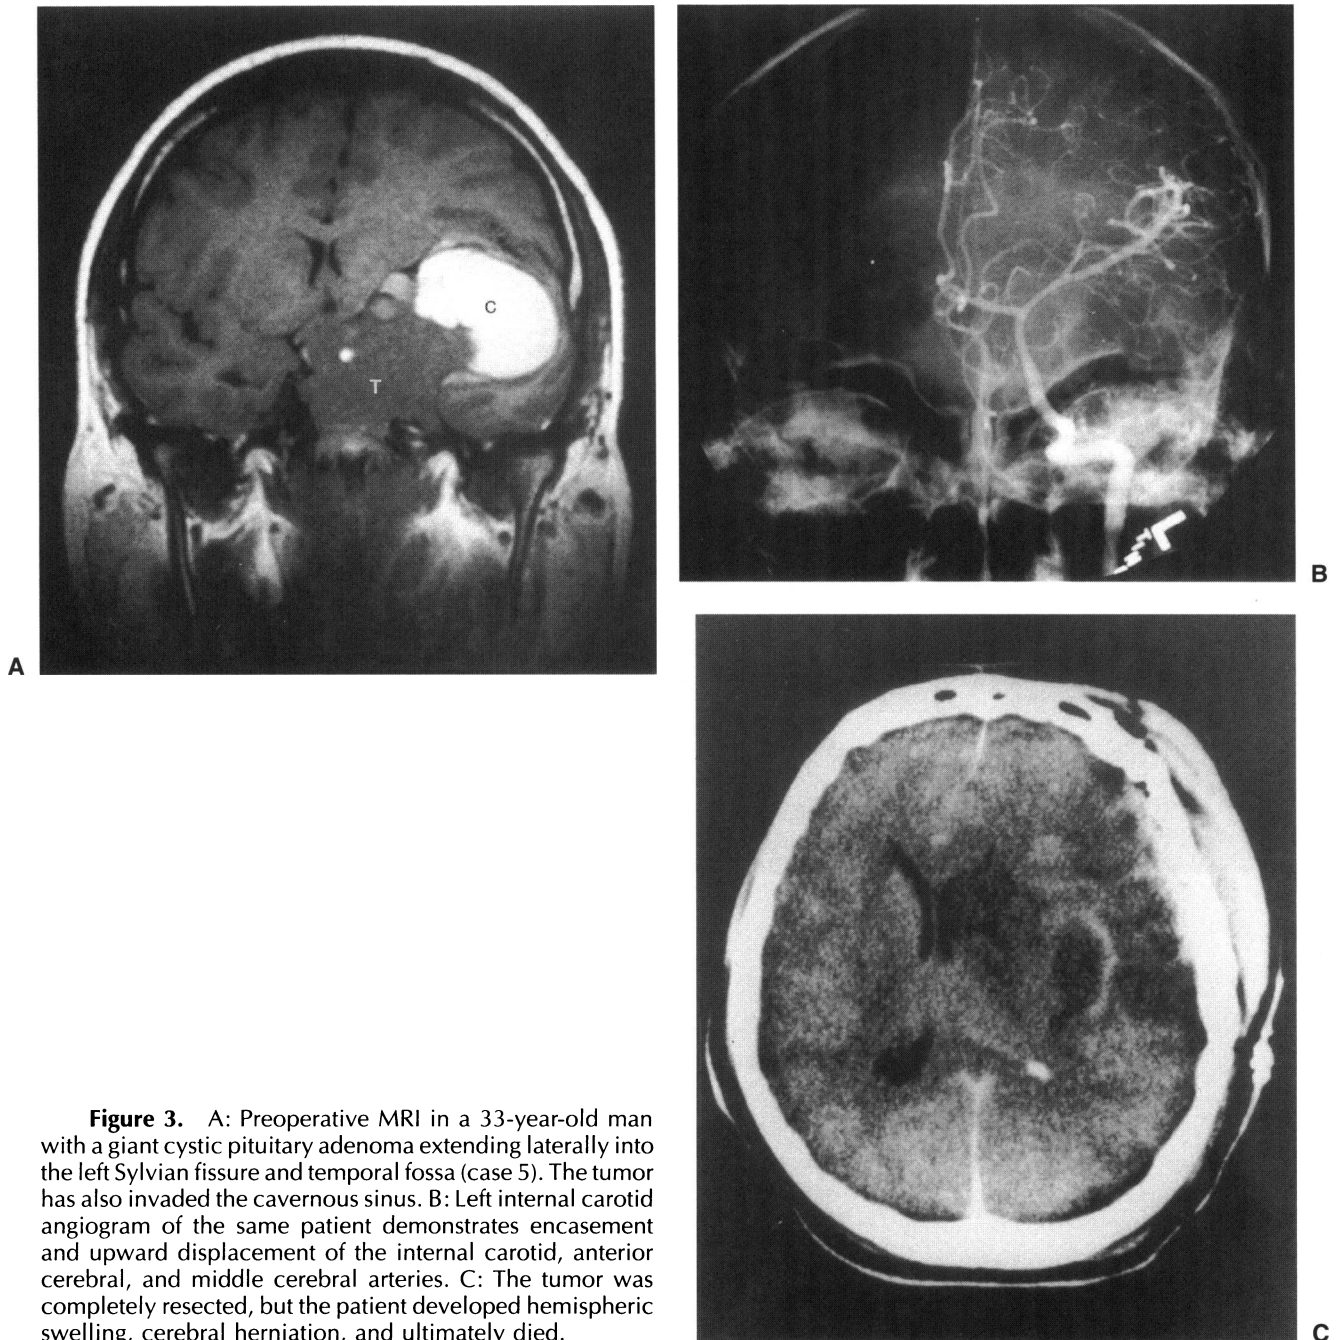 C
T
A
L
B
Figure 3. A: Preoperative MRI in a 33-year-old man
with a giant cystic pituitary adenoma extending laterally into
the left Sylvian fissure and temporal fossa (case 5). The tumor
has also invaded the cavernous sinus. B: Left internal carotid
angiogram of the same patient demonstrates encasement
and upward displacement of the internal carotid, anterior
cerebral, and middle cerebral arteries. C: The tumor was
completely resected, but the patient developed hemispheric
swelling, cerebral herniation, and ultimately died.
C